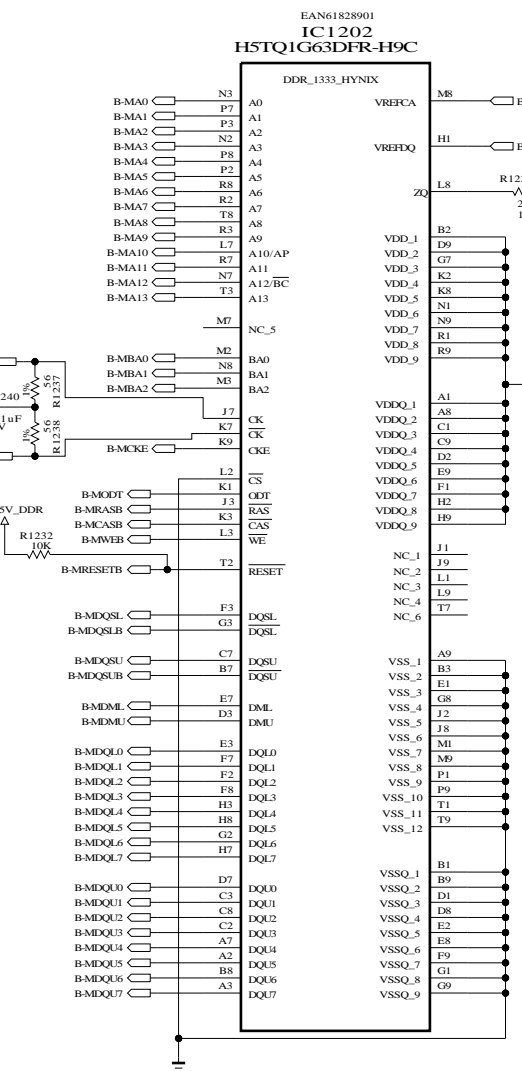 EAN61828901
IC1202
H5TQ1G63DFR-H9C
DDR_1333_HYNIX
B-MA0 N3 A0
B-MA1 P7 A1
B-MA2 P3 A2
B-MA3 N2 A3
B-MA4 P8 A4
B-MA5 P2 A5
B-MA6 R8 A6
B-MA7 R2 A7
B-MA8 T8 A8
B-MA9 R3 A9
B-MA10 L7 A10/AP
B-MA11 R7 A11
B-MA12 N7 A12/BC
B-MA13 T3 A13
M7 NC_5
B-MBA0 M2 BA0
B-MBA1 N8 BA1
B-MBA2 M3 BA2
J7 CK
K7 CK
B-MCKE K9 CKE
L2 CS
B-MODT K1 ODT
B-MRASB J3 RAS
B-MCASB K3 CAS
B-MWEB L3 WE
B-MRESETB T2 RESET
B-MDQSL F3 DQSL
B-MDQSLB G3 DQSL
B-MDQSU C7 DQSU
B-MDQSUB B7 DQSU
B-MDML E7 DML
B-MDMU D3 DMU
B-MDQL0 E3 DQL0
B-MDQL1 F7 DQL1
B-MDQL2 F2 DQL2
B-MDQL3 F8 DQL3
B-MDQL4 H3 DQL4
B-MDQL5 H8 DQL5
B-MDQL6 G2 DQL6
B-MDQL7 H7 DQL7
B-MDQU0 D7 DQU0
B-MDQU1 C3 DQU1
B-MDQU2 C8 DQU2
B-MDQU3 C2 DQU3
B-MDQU4 A7 DQU4
B-MDQU5 A2 DQU5
B-MDQU6 B8 DQU6
B-MDQU7 A3 DQU7
VREFCA M8
VREFDQ H1
ZQ L8
VDD_1 B2
VDD_2 D9
VDD_3 G7
VDD_4 K2
VDD_5 K8
VDD_6 N1
VDD_7 N9
VDD_8 R1
VDD_9 R9
VDDQ_1 A1
VDDQ_2 A8
VDDQ_3 C1
VDDQ_4 C9
VDDQ_5 D2
VDDQ_6 E9
VDDQ_7 F1
VDDQ_8 H2
VDDQ_9 H9
NC_1 J1
NC_2 J9
NC_3 L1
NC_4 L9
NC_6 T7
VSS_1 A9
VSS_2 B3
VSS_3 E1
VSS_4 G8
VSS_5 J2
VSS_6 J8
VSS_7 M1
VSS_8 M9
VSS_9 P1
VSS_10 P9
VSS_11 T1
VSS_12 T9
VSSQ_1 B1
VSSQ_2 B9
VSSQ_3 D1
VSSQ_4 D8
VSSQ_5 E2
VSSQ_6 E8
VSSQ_7 F9
VSSQ_8 G1
VSSQ_9 G9
1% 56 R1237
1% 56 R1238
240
1uF
5V_DDR
R1232
10K